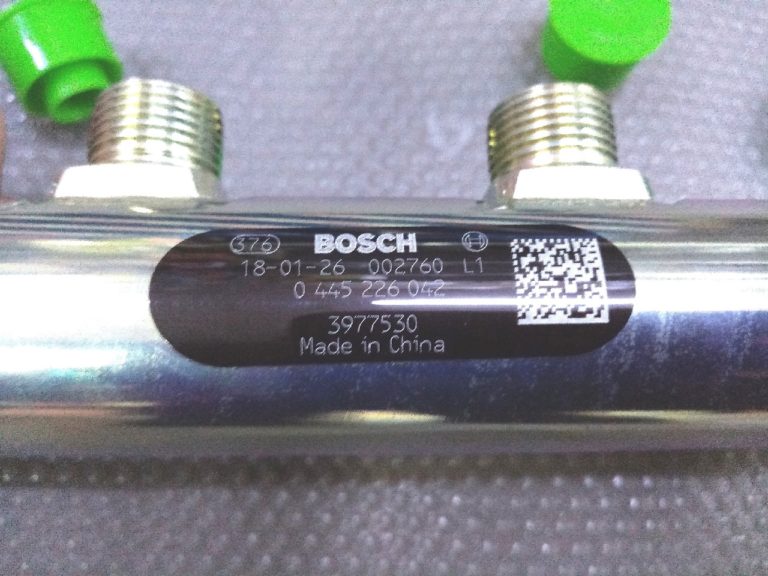 376 BOSCH
18-01-26 002760 L1
0 445 226 042
3977530
Made in China